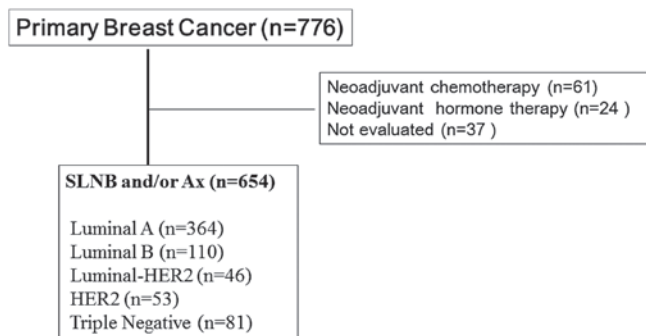 Primary Breast Cancer (n=776)
Neoadjuvant chemotherapy (n=61)
Neoadjuvant hormone therapy (n=24 )
Not evaluated (n=37 )
SLNB and/or Ax (n=654)
Luminal A (n=364)
Luminal B (n=110)
Luminal-HER2 (n=46)
HER2 (n=53)
Triple Negative (n=81)